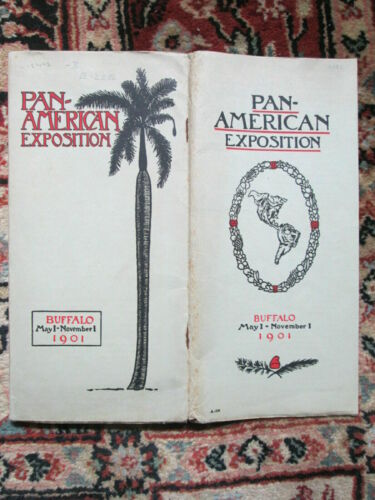 PAN-
AMERICAN
EXPOSITION
BUFFALO
May 1-November 1
1901
PAN-
AMERICAN
EXPOSITION
BUFFALO
May 1-November 1
1901